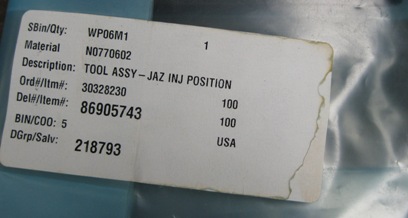 SBin/Qty: WP06M1 1
Material N0770602
Description: TOOL ASSY-JAZ INJ POSITION
Ord#/Itm#: 30328230 100
Del#/Item#: 86905743 100
BIN/COO: 5 USA
DGrp/Salv: 218793